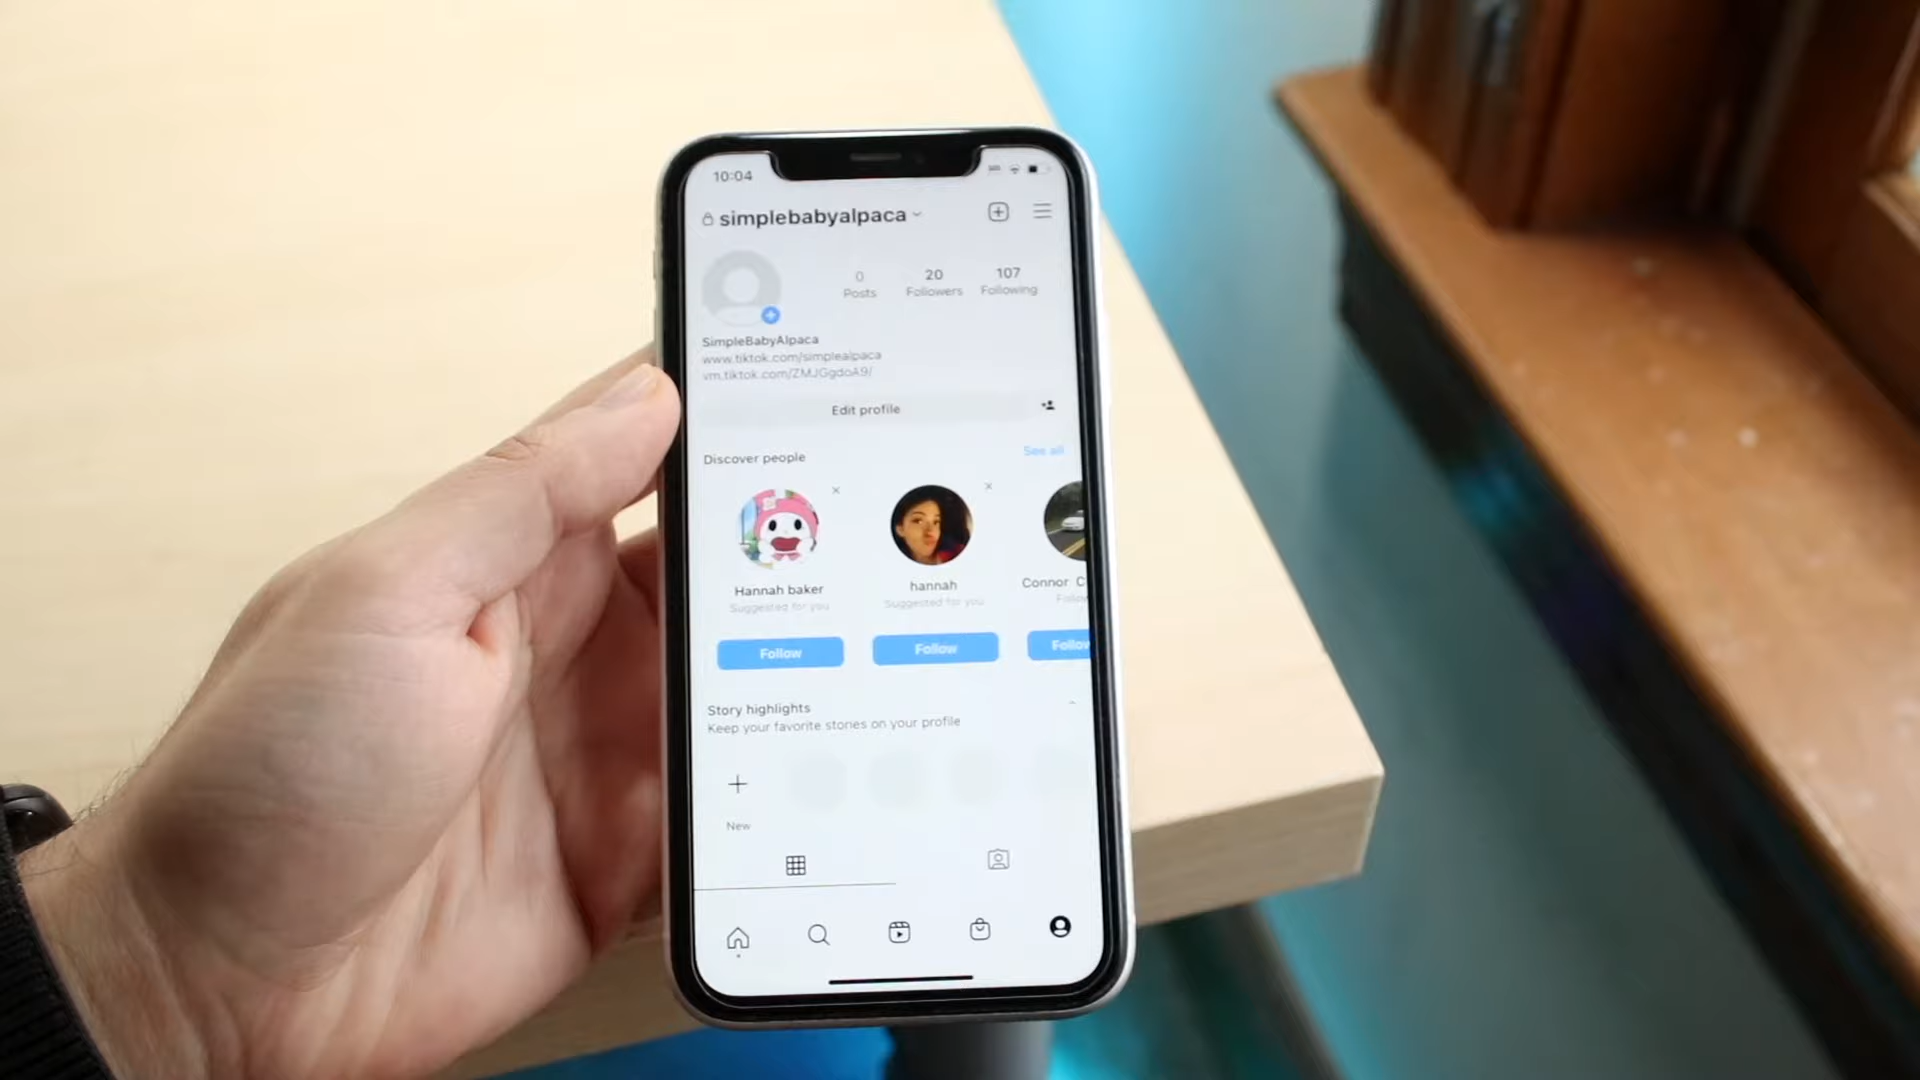 10:04
simplebabyalpaca
0 20 107
Posts Followers Following
SimpleBabyAlpaca
www.tiktok.com/simplealpaca
vm.tiktok.com/ZMJGgdoA9/
Edit profile
Discover people See all
Hannah baker hannah Connor C
Suggested for you Suggested for you Follow
Follow Follow Follow
Story highlights
Keep your favorite stories on your profile
New